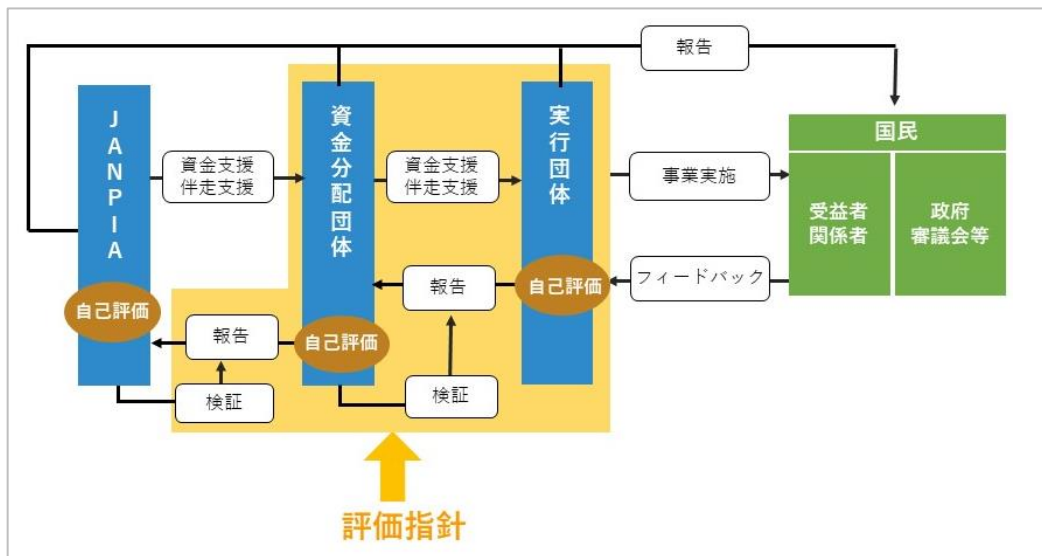 報告
JANPIA
資金分配団体
実行団体
国民
資金支援
伴走支援
資金支援
伴走支援
事業実施
受益者
関係者
政府
審議会等
フィードバック
報告
自己評価
自己評価
報告
自己評価
検証
検証
評価指針